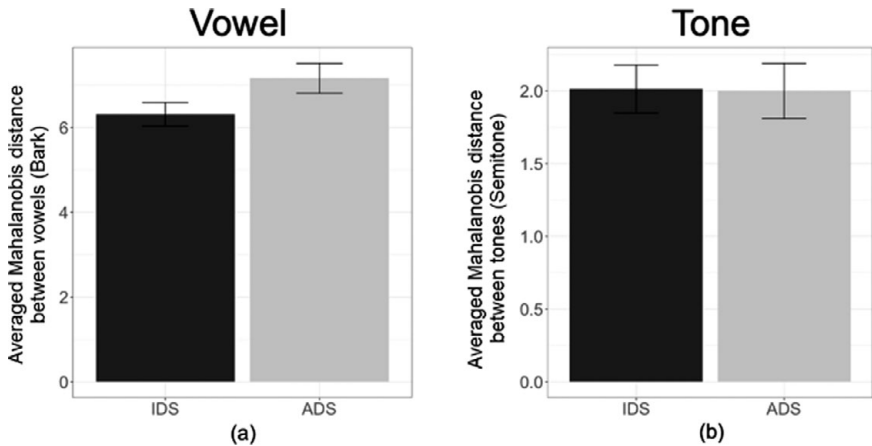 Vowel
Averaged Mahalanobis distance
between vowels (Bark)
6
4
2
0
IDS
ADS
(a)
Tone
Averaged Mahalanobis distance
between tones (Semitone)
2.0
1.5
1.0
0.5
0.0
IDS
ADS
(b)